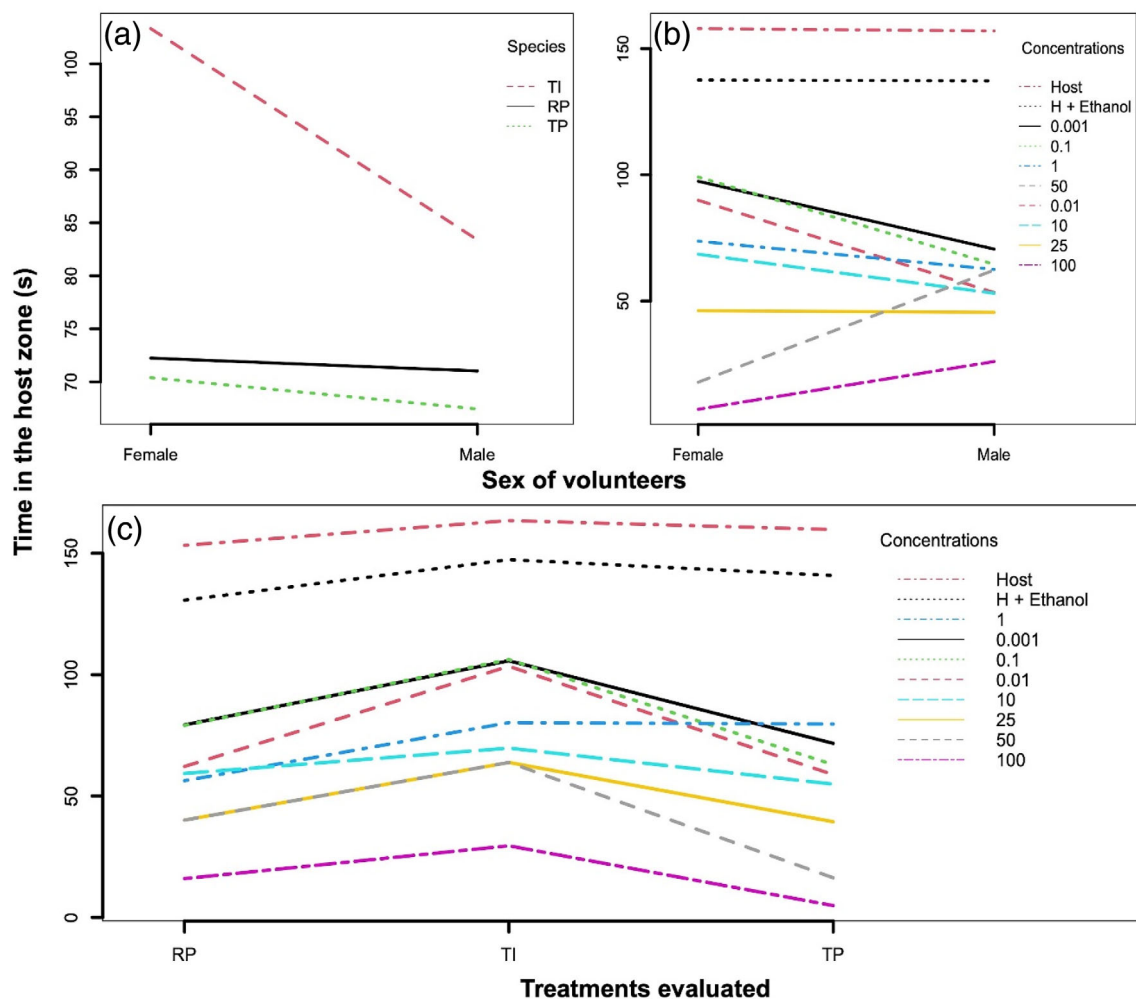 (a)
Species
TI
RP
TP
100
95
90
85
80
75
70
Female
Male
(b)
Concentrations
Host
H + Ethanol
0.001
0.1
1
50
0.01
10
25
100
150
100
50
Female
Male
Sex of volunteers
Time in the host zone (s)
(c)
Concentrations
Host
H + Ethanol
1
0.001
0.1
0.01
10
25
50
100
150
100
50
0
RP
TI
TP
Treatments evaluated